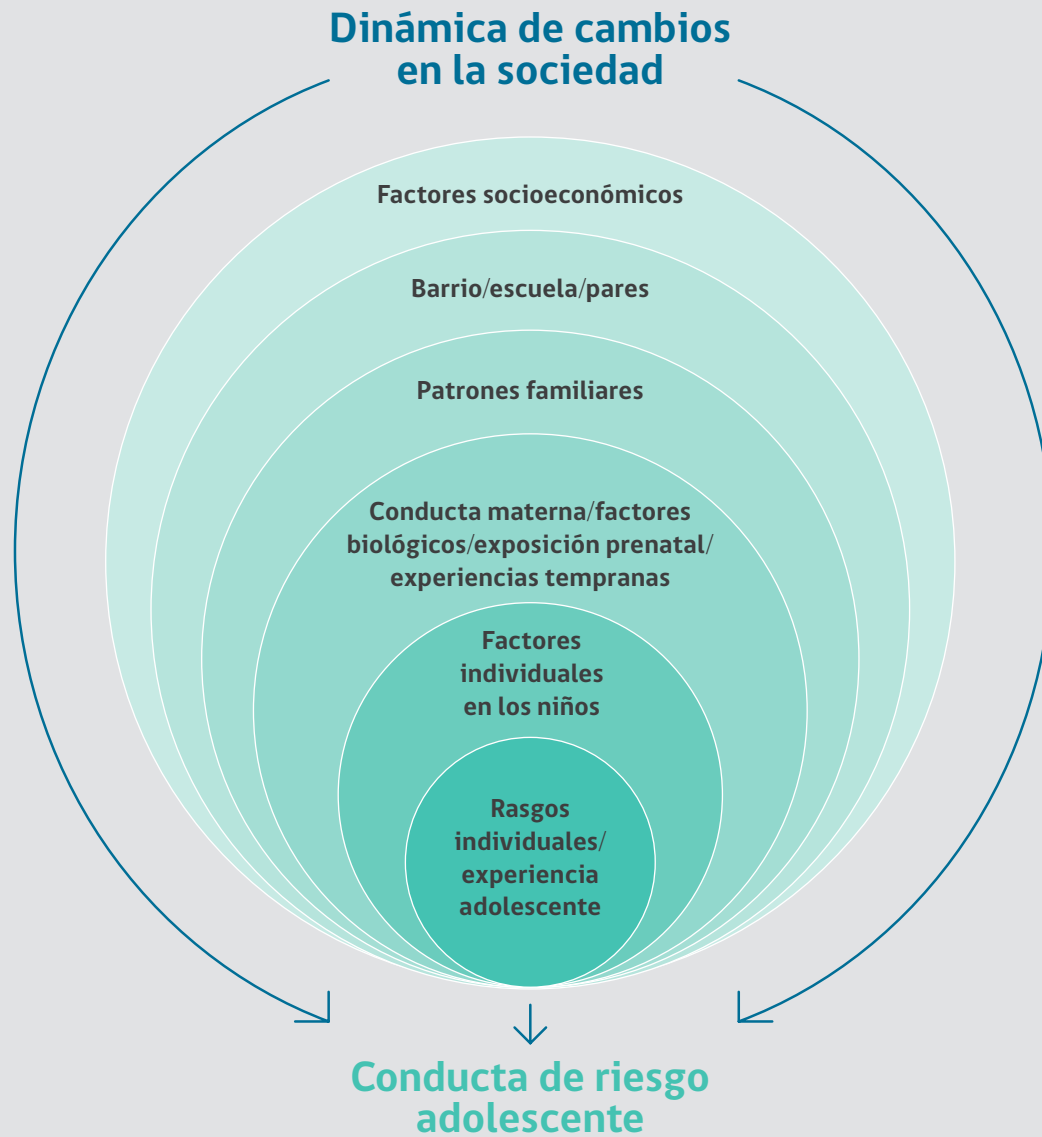 Dinámica de cambios
en la sociedad
Factores socioeconómicos
Barrio/escuela/pares
Patrones familiares
Conducta materna/factores
biológicos/exposición prenatal/
experiencias tempranas
Factores
individuales
en los niños
Rasgos
individuales/
experiencia
adolescente
Conducta de riesgo
adolescente